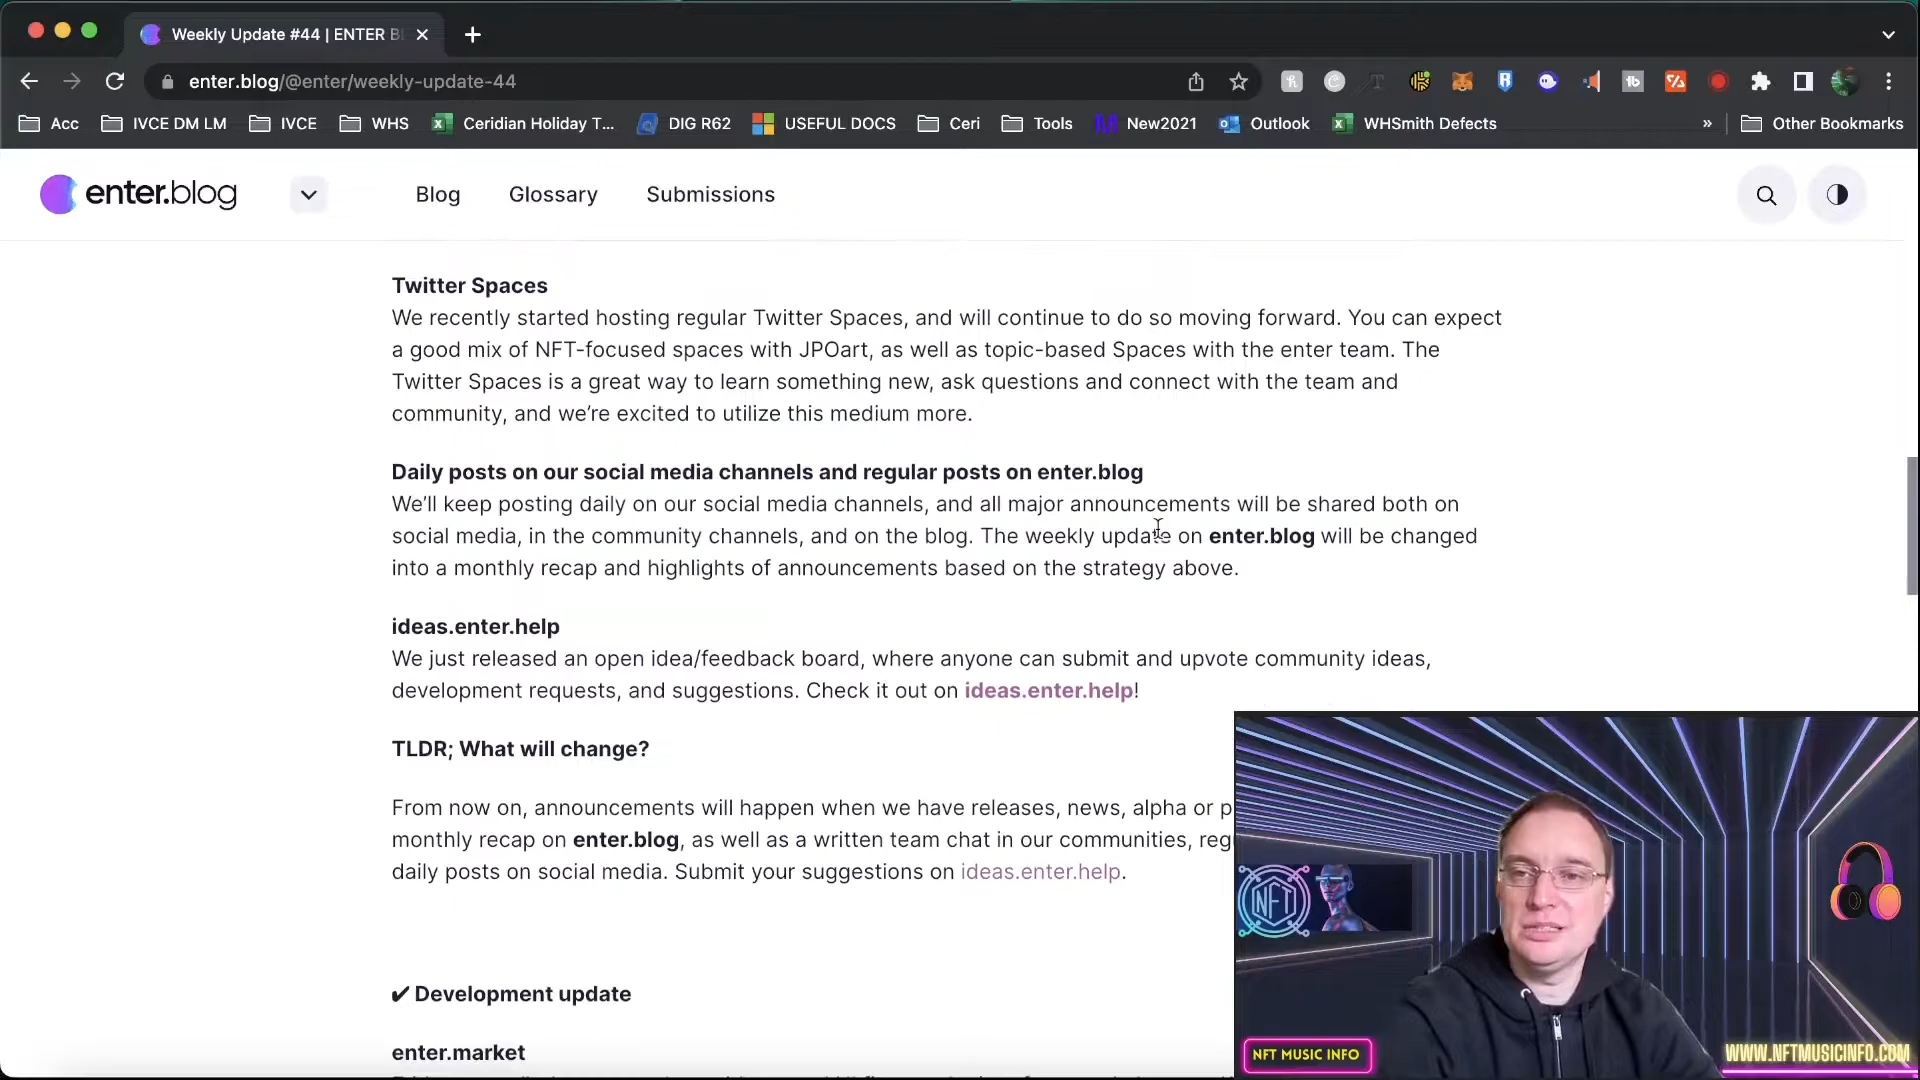 Weekly Update #44 | ENTER B
enter.blog/@enter/weekly-update-44
Acc IVCE DM LM IVCE WHS Ceridian Holiday T... DIG R62 USEFUL DOCS Ceri Tools New2021 Outlook WHSmith Defects » Other Bookmarks
enter.blog Blog Glossary Submissions
Twitter Spaces
We recently started hosting regular Twitter Spaces, and will continue to do so moving forward. You can expect
a good mix of NFT-focused spaces with JPOart, as well as topic-based Spaces with the enter team. The
Twitter Spaces is a great way to learn something new, ask questions and connect with the team and
community, and we’re excited to utilize this medium more.
Daily posts on our social media channels and regular posts on enter.blog
We’ll keep posting daily on our social media channels, and all major announcements will be shared both on
social media, in the community channels, and on the blog. The weekly update on enter.blog will be changed
into a monthly recap and highlights of announcements based on the strategy above.
ideas.enter.help
We just released an open idea/feedback board, where anyone can submit and upvote community ideas,
development requests, and suggestions. Check it out on ideas.enter.help!
TLDR; What will change?
From now on, announcements will happen when we have releases, news, alpha or p
monthly recap on enter.blog, as well as a written team chat in our communities, reg
daily posts on social media. Submit your suggestions on ideas.enter.help.
✔ Development update
enter.market
NFT
NFT MUSIC INFO
WWW.NFTMUSICINFO.COM